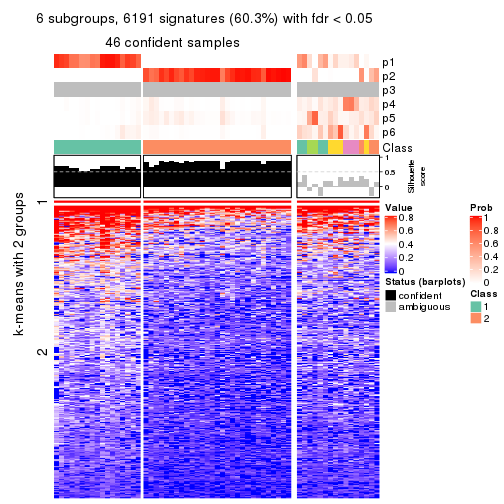 6 subgroups, 6191 signatures (60.3%) with fdr < 0.05
46 confident samples
p1
p2
p3
p4
p5
p6
Class
1
0.5
0
Silhouette
score
k-means with 2 groups
1
2
Value
0.8
0.6
0.4
0.2
0
Status (barplots)
confident
ambiguous
Prob
1
0.8
0.6
0.4
0.2
0
Class
1
2